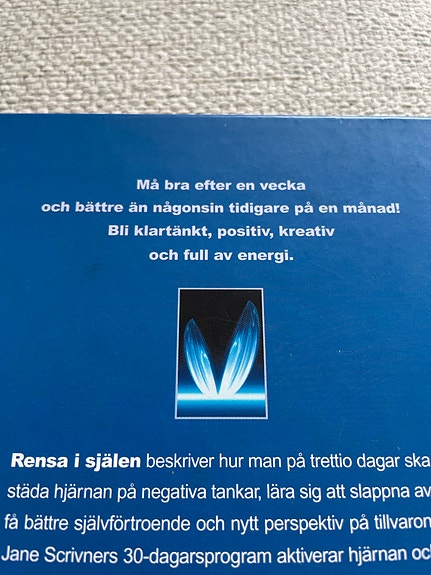 Må bra efter en vecka
och bättre än någonsin tidigare på en månad!
Bli klartänkt, positiv, kreativ
och full av energi.
Rensa i själen beskriver hur man på trettio dagar ska
städa hjärnan på negativa tankar, lära sig att slappna av
få bättre självförtroende och nytt perspektiv på tillvaron
Jane Scrivners 30-dagarsprogram aktiverar hjärnan och